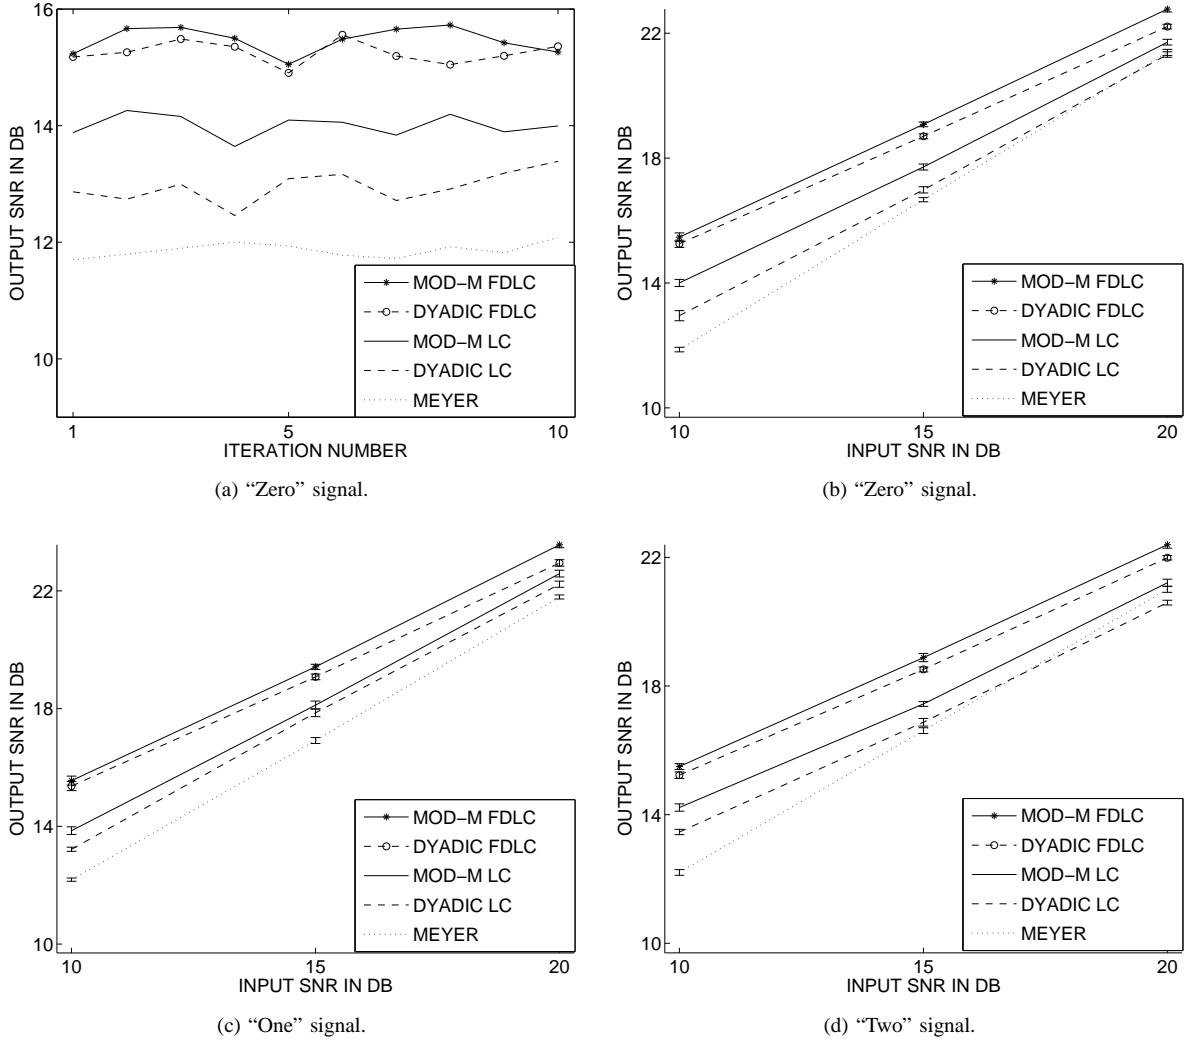 16
14
12
10
OUTPUT SNR IN DB
1
5
10
ITERATION NUMBER
MOD−M FDLC
DYADIC FDLC
MOD−M LC
DYADIC LC
MEYER
(a) “Zero” signal.
22
18
14
10
OUTPUT SNR IN DB
10
15
20
INPUT SNR IN DB
MOD−M FDLC
DYADIC FDLC
MOD−M LC
DYADIC LC
MEYER
(b) “Zero” signal.
22
18
14
10
OUTPUT SNR IN DB
10
15
20
INPUT SNR IN DB
MOD−M FDLC
DYADIC FDLC
MOD−M LC
DYADIC LC
MEYER
(c) “One” signal.
22
18
14
10
OUTPUT SNR IN DB
10
15
20
INPUT SNR IN DB
MOD−M FDLC
DYADIC FDLC
MOD−M LC
DYADIC LC
MEYER
(d) “Two” signal.